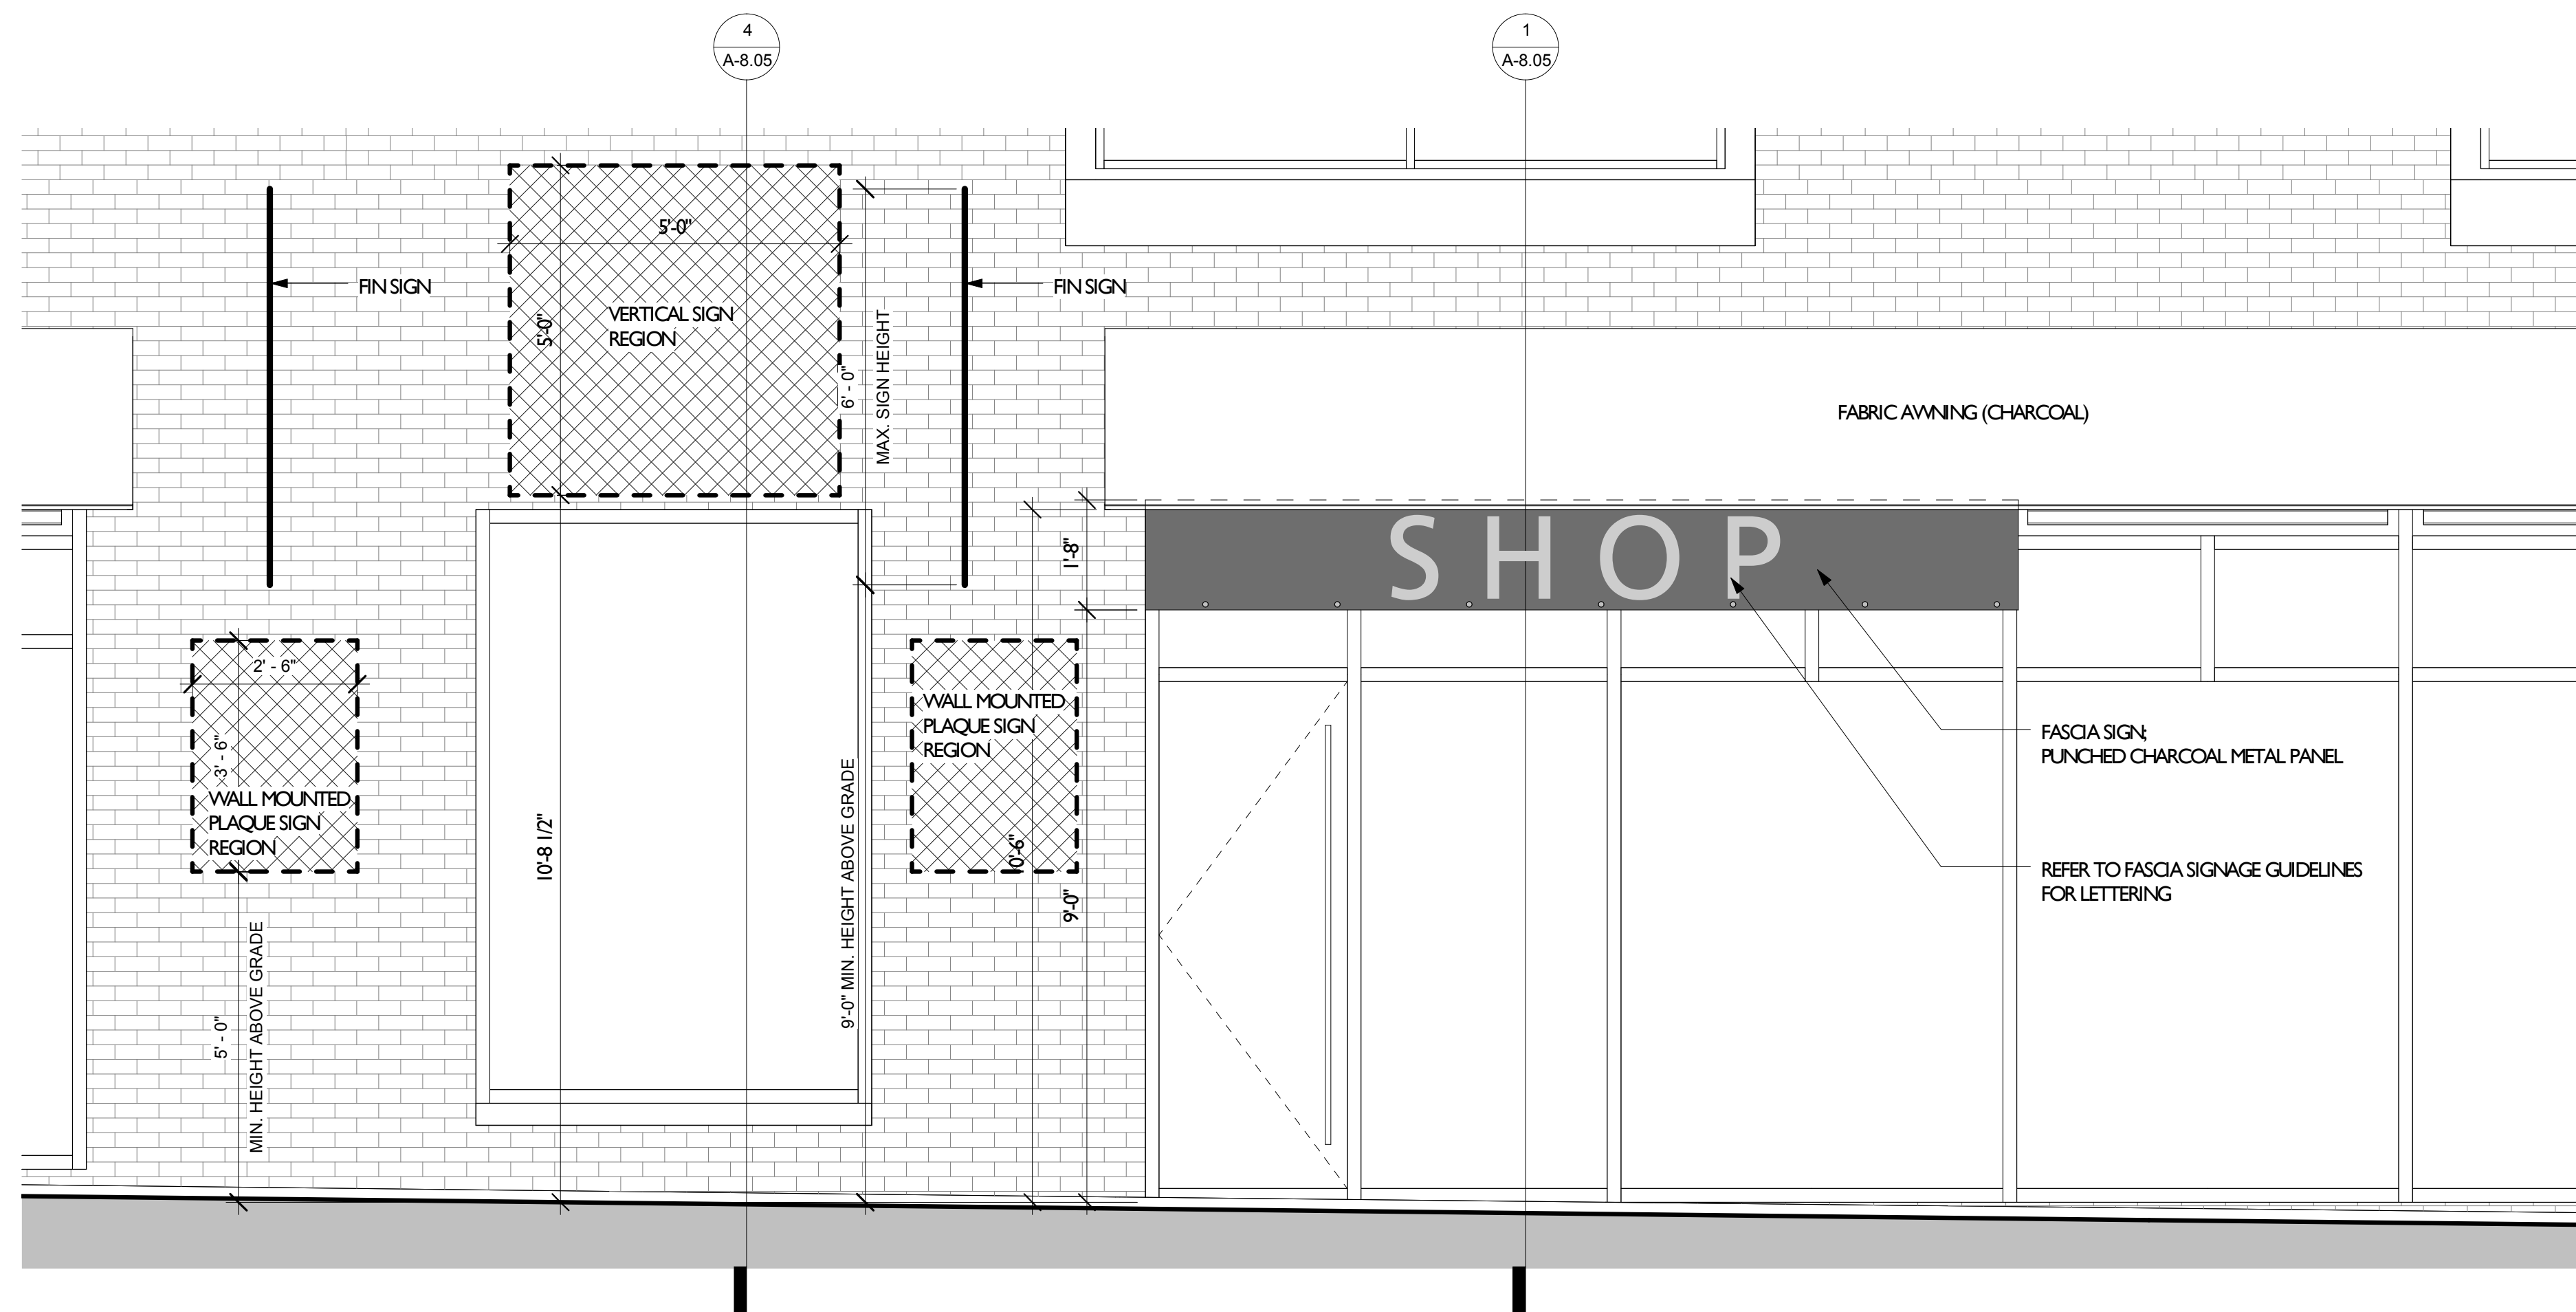 4
A-8.05
1
A-8.05
5'-0"
FIN SIGN
VERTICAL SIGN
REGION
5'-0"
6' - 0"
MAX. SIGN HEIGHT
FIN SIGN
FABRIC AWNING (CHARCOAL)
SHOP
1'-8"
2' - 6"
3' - 6"
WALL MOUNTED
PLAQUE SIGN
REGION
WALL MOUNTED
PLAQUE SIGN
REGION
10'-8 1/2"
9'-0" MIN. HEIGHT ABOVE GRADE
9'-0"
5' - 0"
MIN. HEIGHT ABOVE GRADE
FASCIA SIGN;
PUNCHED CHARCOAL METAL PANEL
REFER TO FASCIA SIGNAGE GUIDELINES
FOR LETTERING